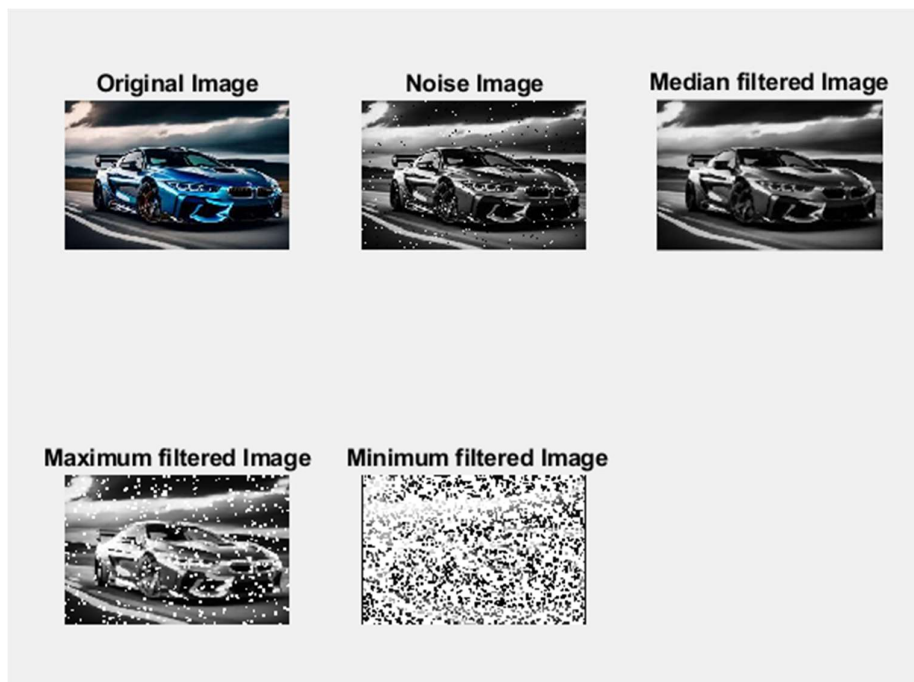 Original Image
Noise Image
Median filtered Image
Maximum filtered Image
Minimum filtered Image